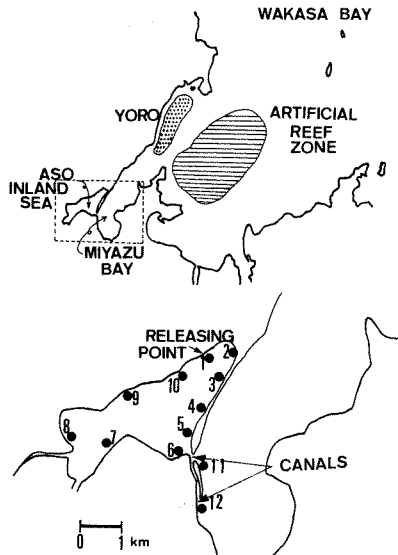 WAKASA BAY
YORO
ARTIFICIAL
REEF
ZONE
ASO
INLAND
SEA
MIYAZU
BAY
RELEASING
POINT
1
2
3
10
9
4
5
8
7
6
11
CANALS
12
0 1 km